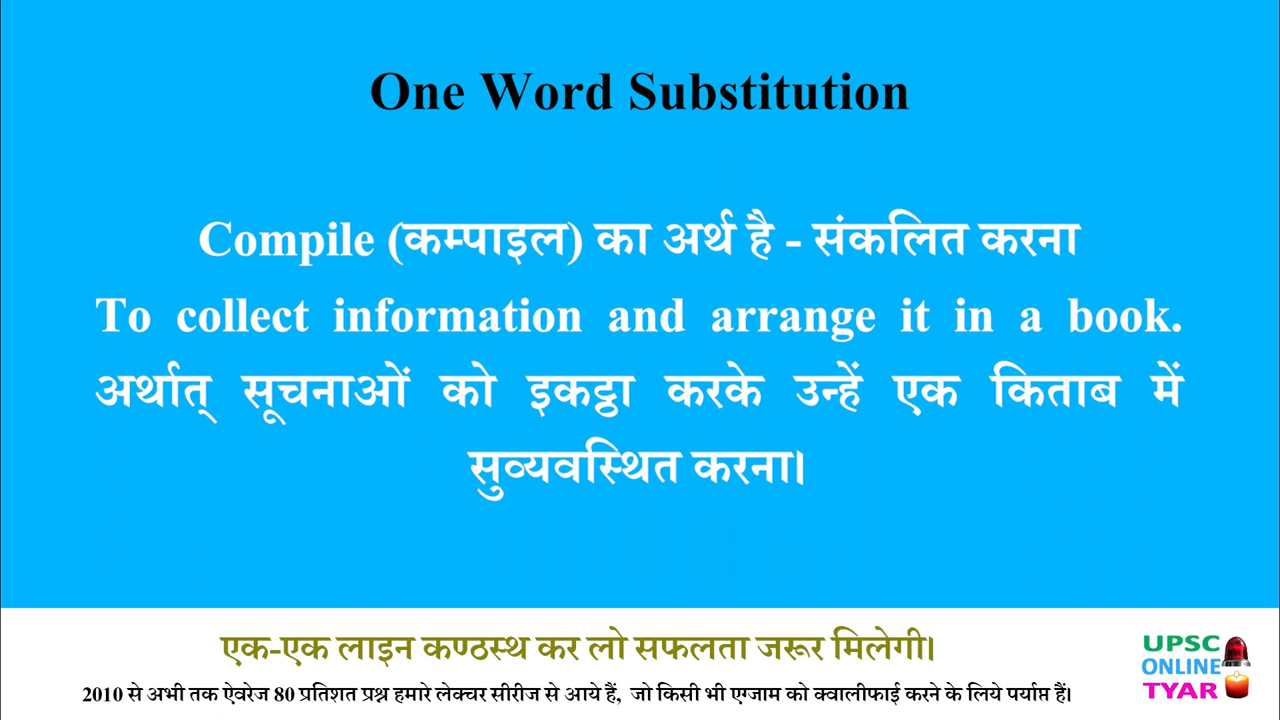 One Word Substitution
Compile (कम्पाइल) का अर्थ है - संकलित करना
To collect information and arrange it in a book.
अर्थात् सूचनाओं को इकट्ठा करके उन्हें एक किताब में
सुव्यवस्थित करना।
एक-एक लाइन कण्ठस्थ कर लो सफलता जरूर मिलेगी।
2010 से अभी तक ऐवरेज 80 प्रतिशत प्रश्न हमारे लेक्चर सीरीज से आये हैं, जो किसी भी एग्जाम को क्वालीफाई करने के लिये पर्याप्त हैं।
UPSC
ONLINE
TYAR